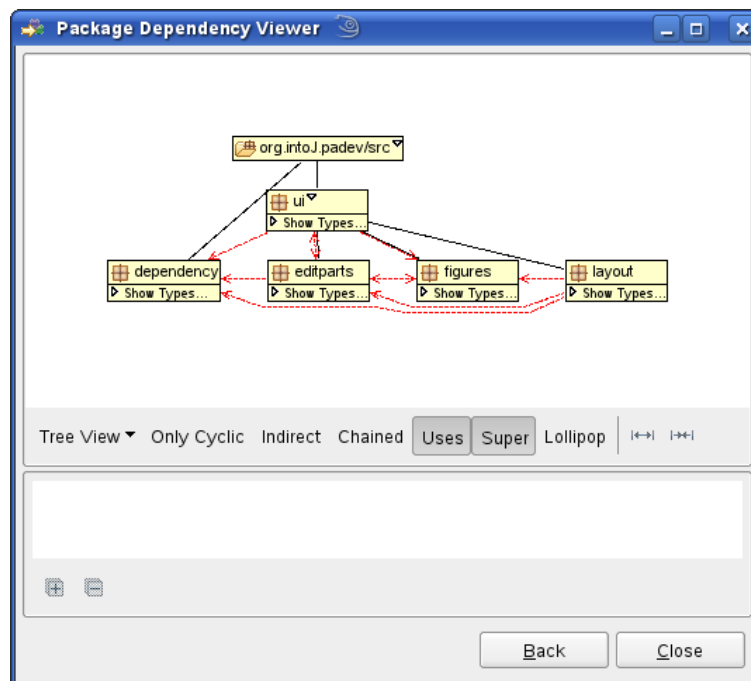 Package Dependency Viewer
org.intoJ.padev/src
ui
Show Types...
dependency editparts figures layout
Show Types... Show Types... Show Types... Show Types...
Tree View Only Cyclic Indirect Chained Uses Super Lollipop
Back Close